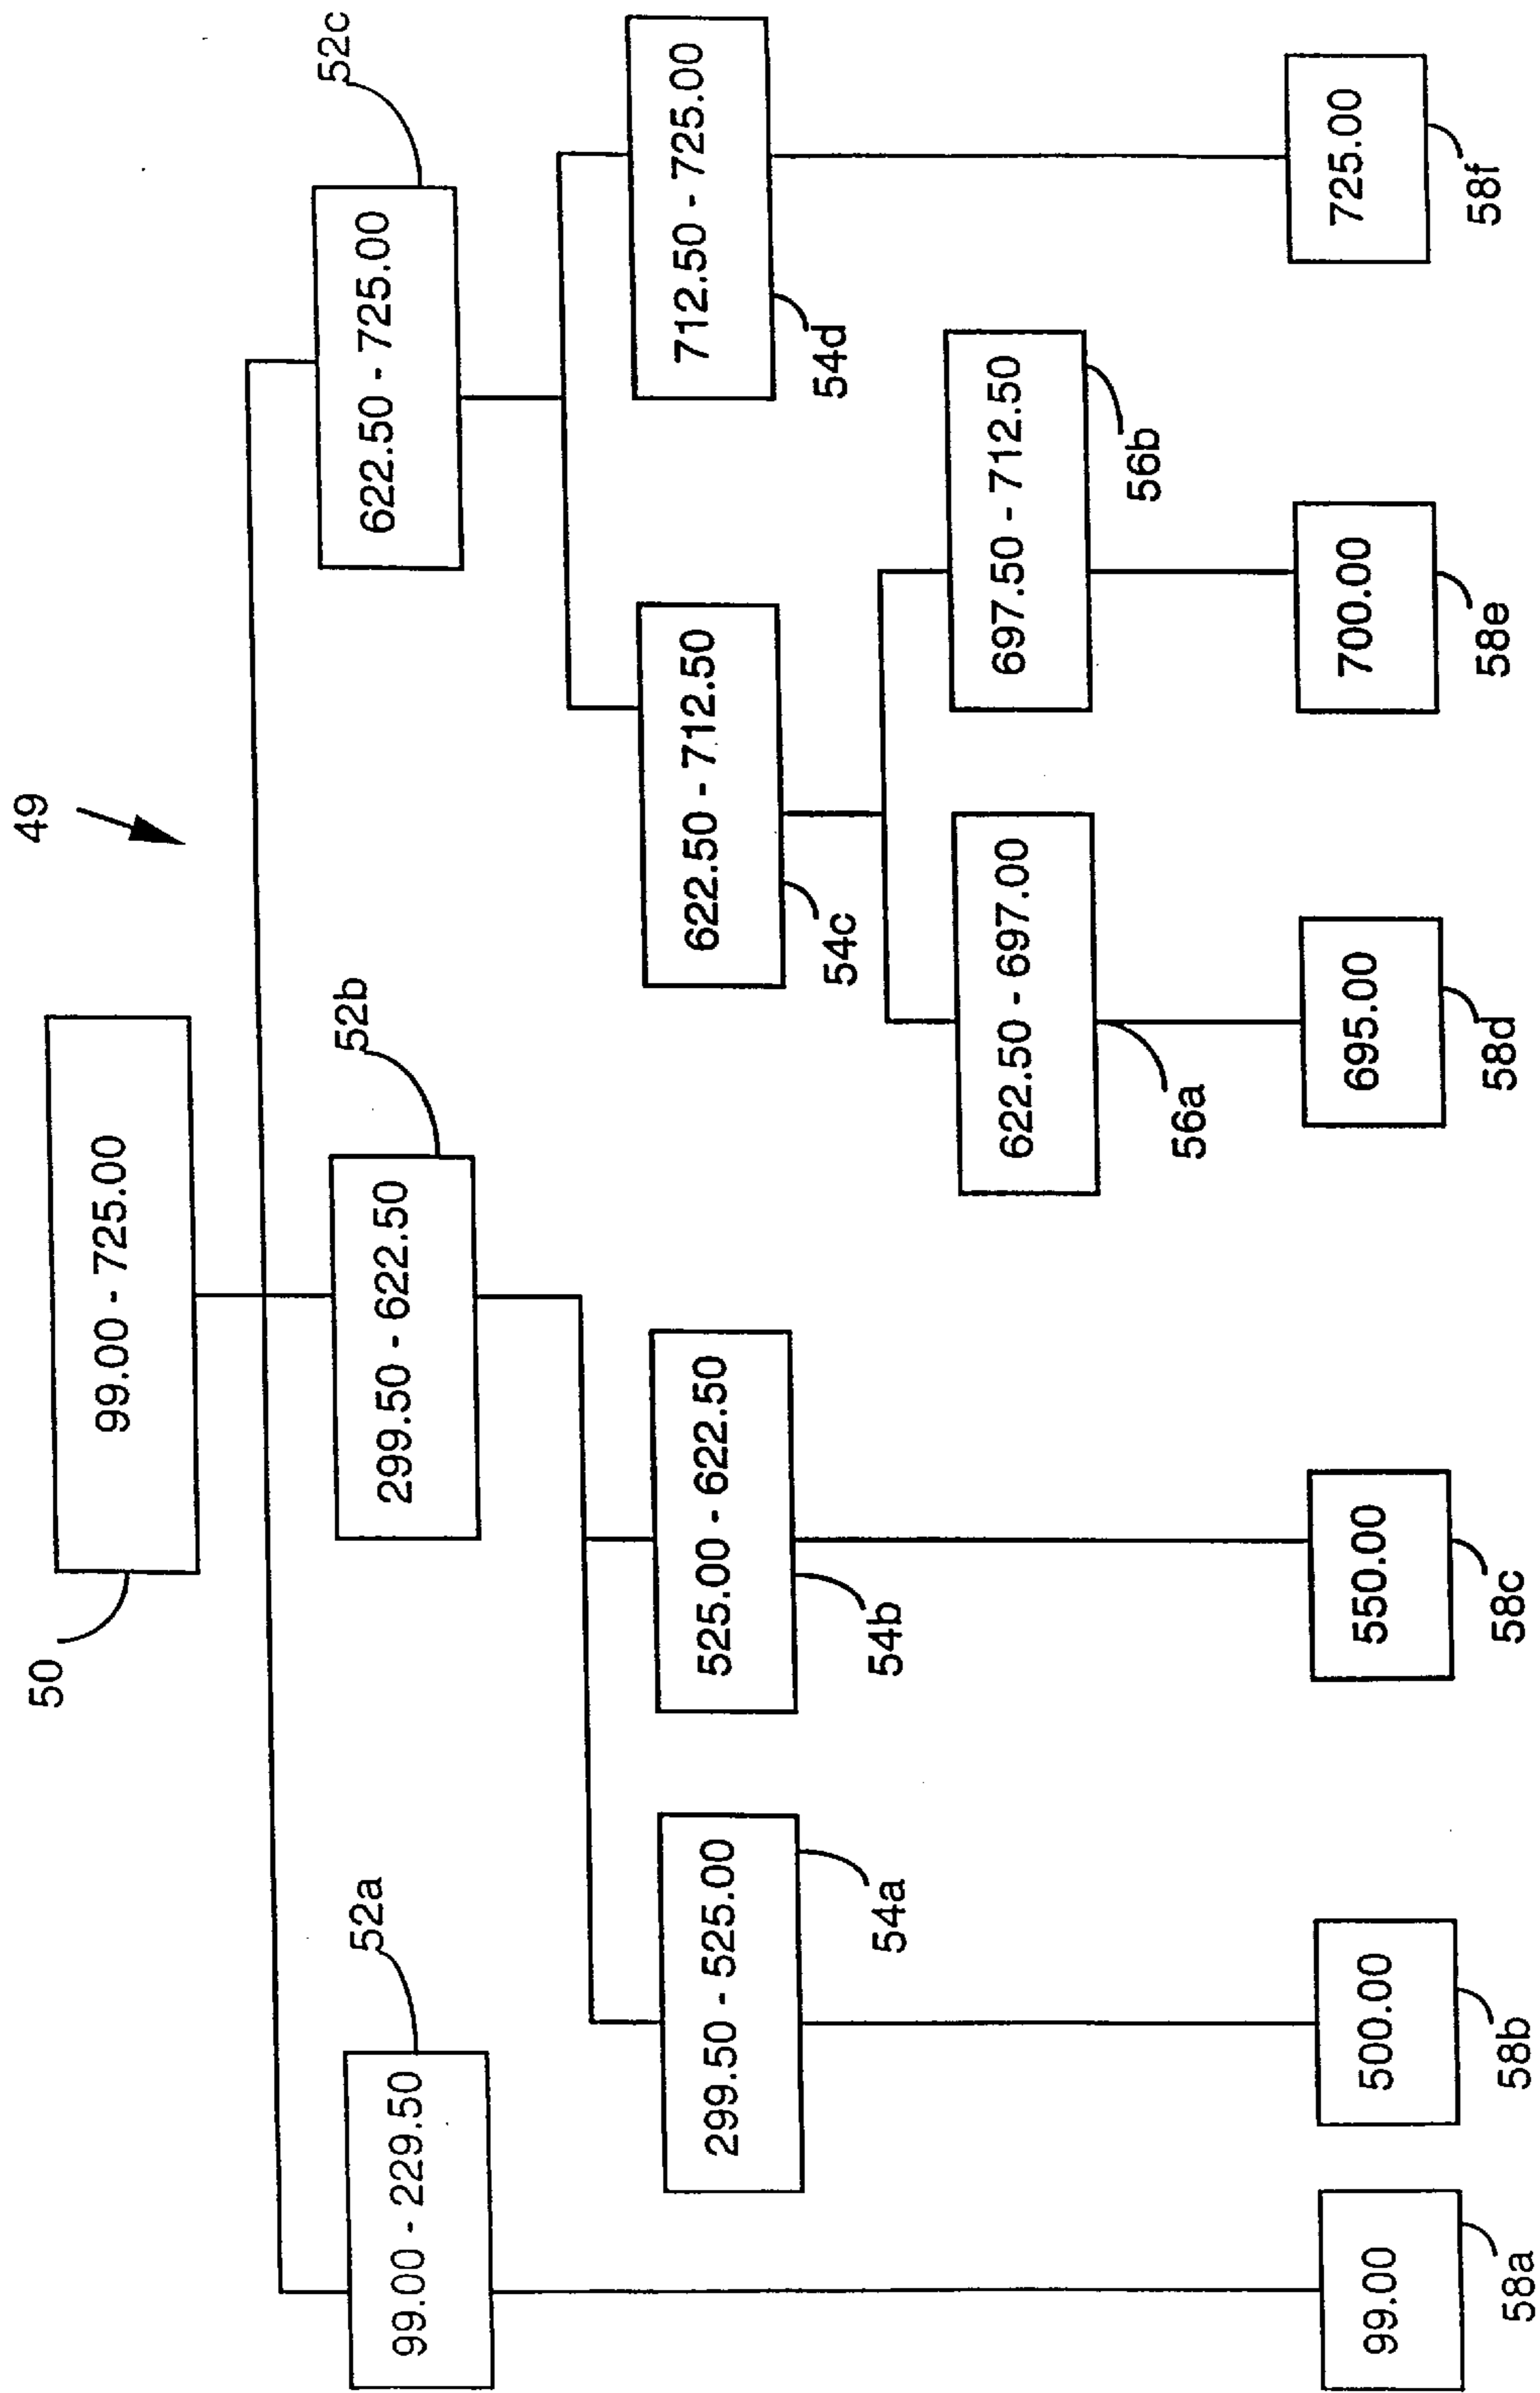 49
50
99.00 - 725.00
52a
52b
52c
99.00 - 229.50
299.50 - 622.50
622.50 - 725.00
299.50 - 525.00
525.00 - 622.50
622.50 - 712.50
712.50 - 725.00
54a
54b
54c
54d
622.50 - 697.00
697.50 - 712.50
56a
56b
99.00
500.00
550.00
695.00
700.00
725.00
58a
58b
58c
58d
58e
58f